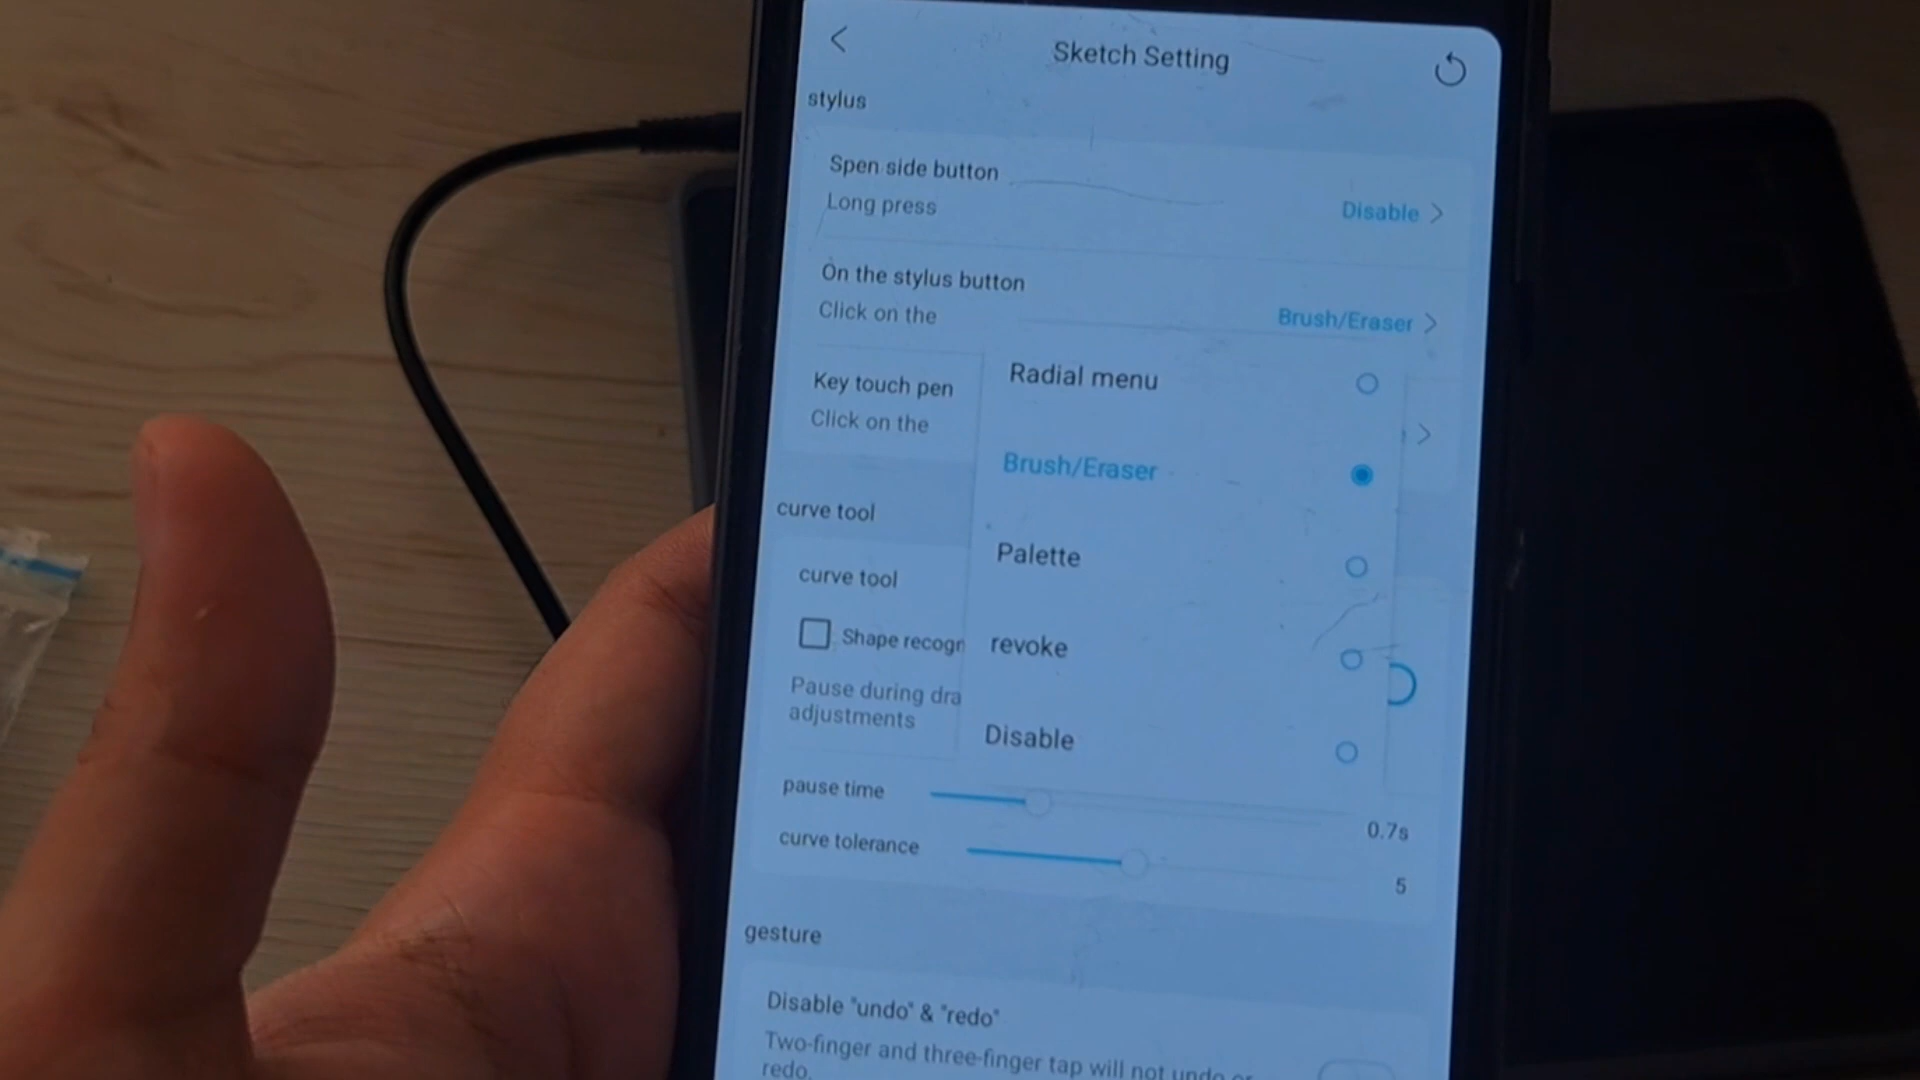 Sketch Setting
stylus
Spen side button
Long press
Disable
On the stylus button
Click on the
Brush/Eraser
Key touch pen
Click on the
Radial menu
Brush/Eraser
Palette
revoke
Disable
curve tool
curve tool
Shape recogn
Pause during dra
adjustments
pause time
0.7s
curve tolerance
5
gesture
Disable "undo" & "redo"
Two-finger and three-finger tap will not undo or
redo.